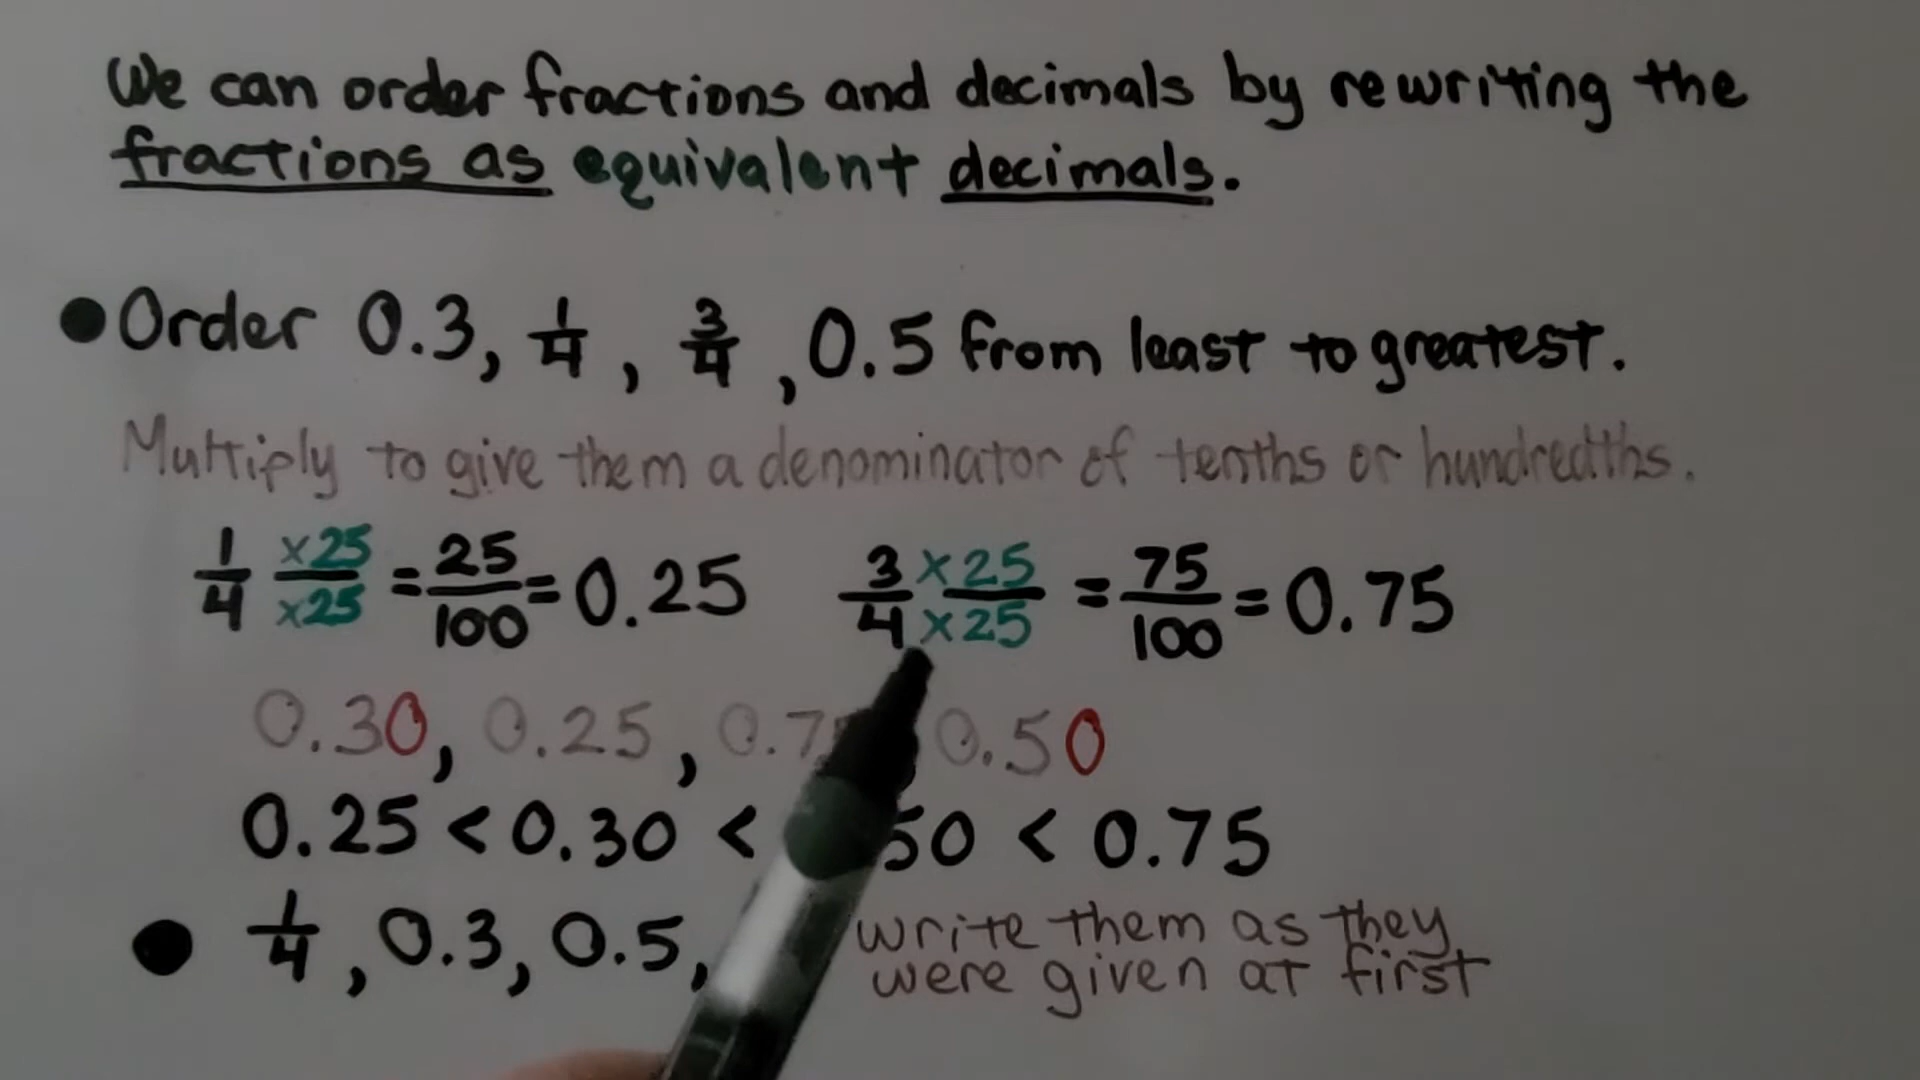 We can order fractions and decimals by rewriting the
fractions as equivalent decimals.
• Order 0.3, 1/4, 3/4, 0.5 from least to greatest.
Multiply to give them a denominator of tenths or hundredths.
1/4 ×25/×25 = 25/100 = 0.25 3/4 ×25/×25 = 75/100 = 0.75
0.30, 0.25, 0.7 0.50
0.25 < 0.30 < 50 < 0.75
• 1/4, 0.3, 0.5, write them as they
were given at first